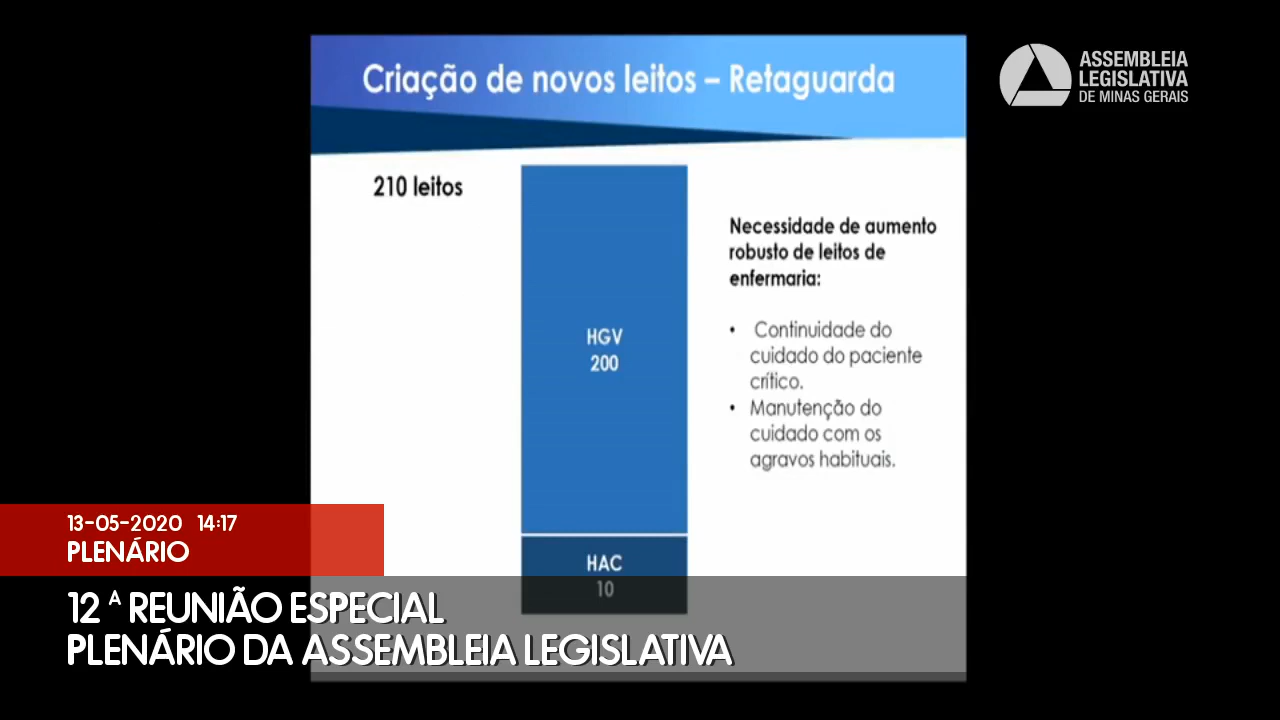 Criação de novos leitos – Retaguarda
ASSEMBLEIA
LEGISLATIVA
DE MINAS GERAIS
210 leitos
HGV
200
HAC
10
Necessidade de aumento
robusto de leitos de
enfermaria:
• Continuidade do
cuidado do paciente
crítico.
• Manutenção do
cuidado com os
agravos habituais.
13-05-2020 14:17
PLENÁRIO
12ª REUNIÃO ESPECIAL
PLENÁRIO DA ASSEMBLEIA LEGISLATIVA